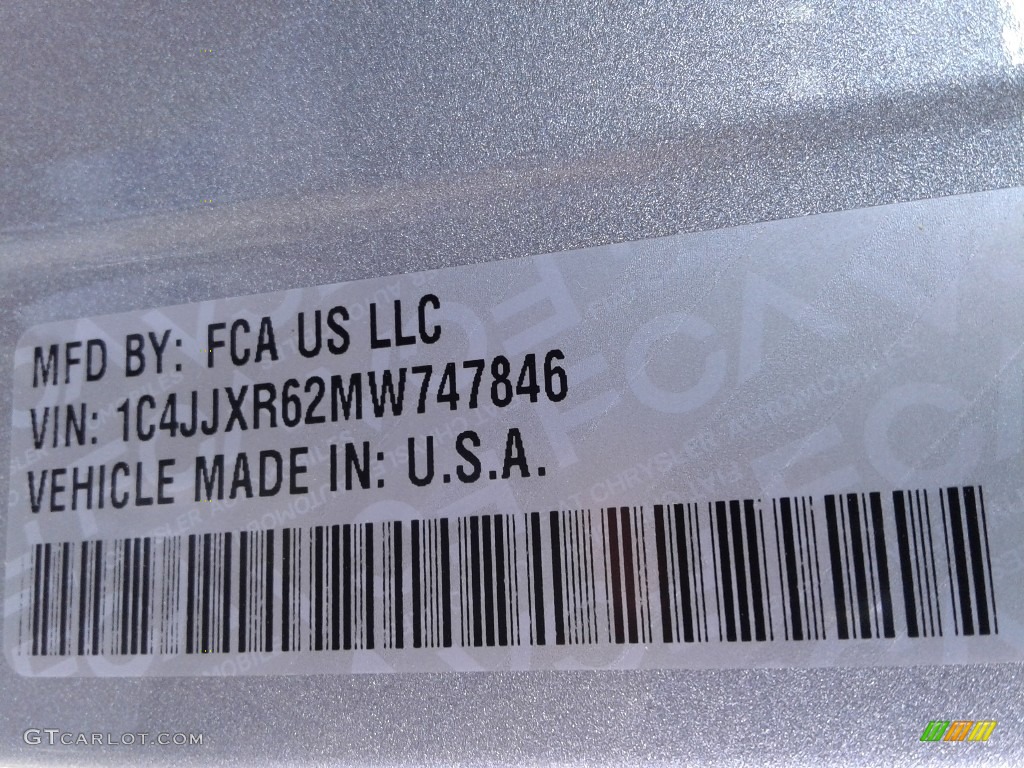 MFD BY: FCA US LLC
VIN: 1C4JJXR62MW747846
VEHICLE MADE IN: U.S.A.
GTCARLOT.COM